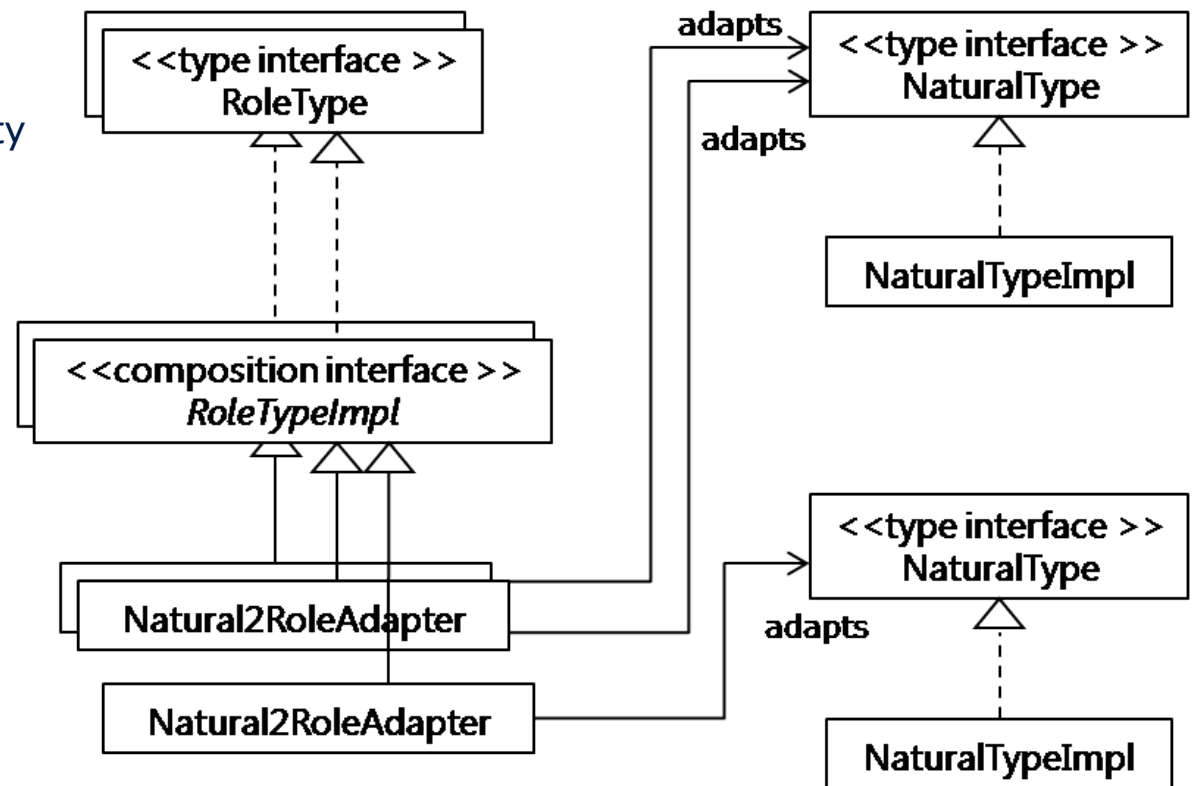 <<type interface >>
RoleType
ty
<<composition interface >>
RoleTypeImpl
Natural2RoleAdapter
Natural2RoleAdapter
adapts
adapts
<<type interface >>
NaturalType
NaturalTypeImpl
<<type interface >>
NaturalType
adapts
NaturalTypeImpl